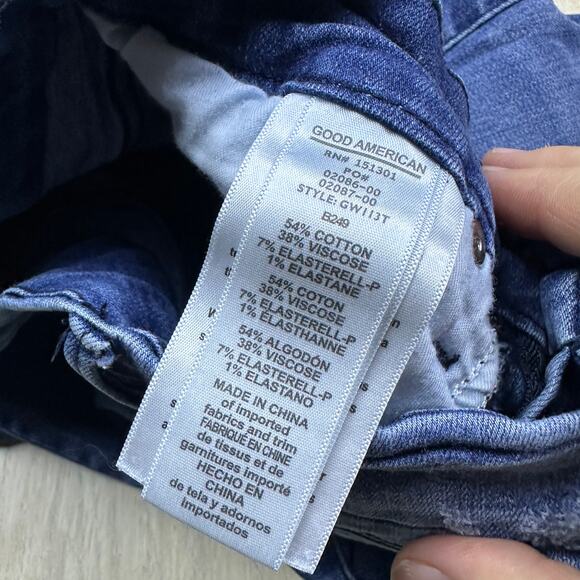 GOOD AMERICAN
RN# 151301
PO#
02086-00
02087-00
STYLE: GW113T
B249
54% COTTON
38% VISCOSE
7% ELASTERELL-P
1% ELASTANE
54% COTON
38% VISCOSE
7% ELASTERELL-P
1% ELASTHANNE
54% ALGODÓN
38% VISCOSE
7% ELASTERELL-P
1% ELASTANO
MADE IN CHINA
of imported
fabrics and trim
FABRIQUÉ EN CHINE
de tissus et de
garnitures importé
HECHO EN
CHINA
de tela y adornos
Importados